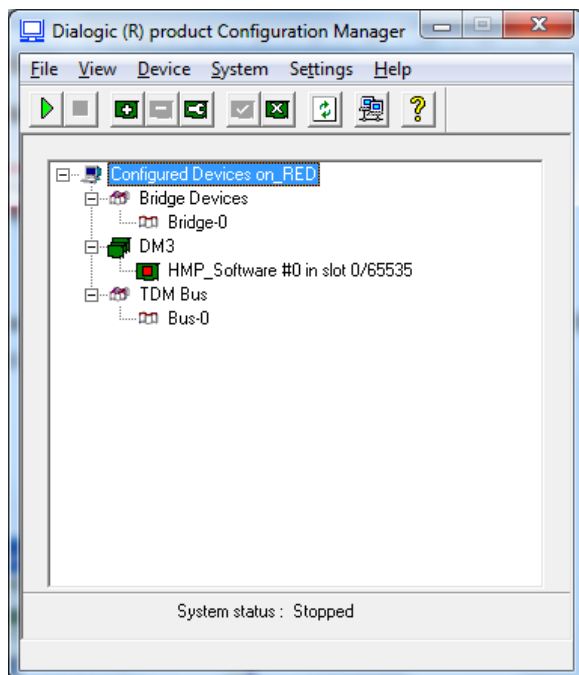 Dialogic (R) product Configuration Manager
File View Device System Settings Help
Configured Devices on_RED
Bridge Devices
Bridge-0
DM3
HMP_Software #0 in slot 0/65535
TDM Bus
Bus-0
System status : Stopped